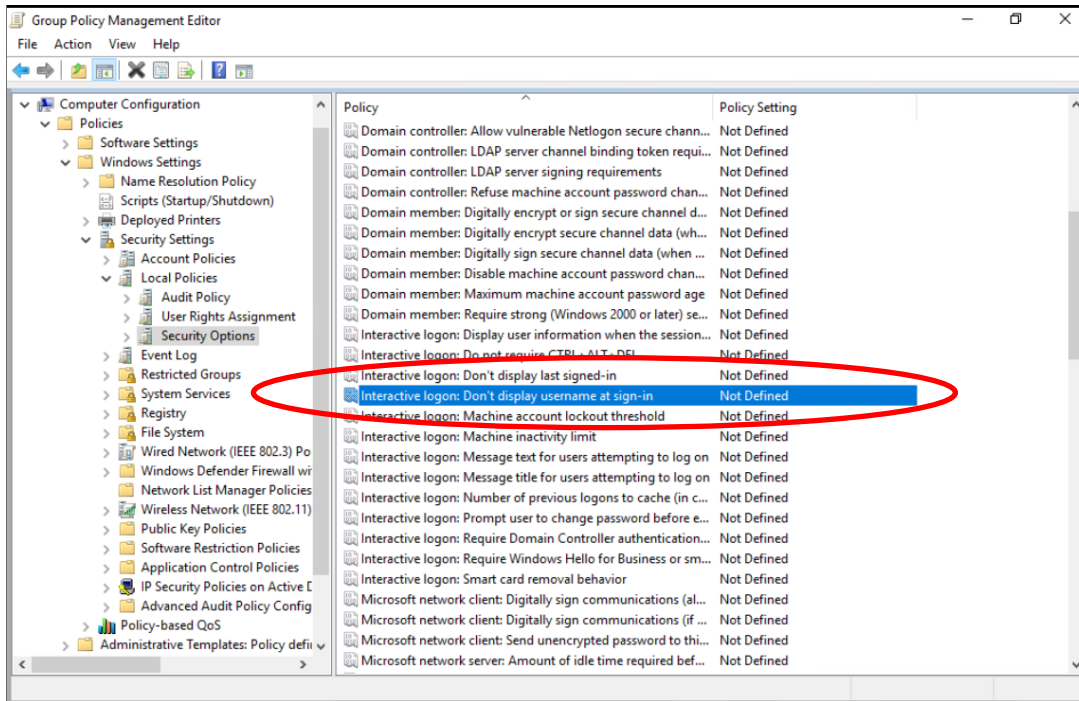 Group Policy Management Editor
File Action View Help
Computer Configuration
Policies
Software Settings
Windows Settings
Name Resolution Policy
Scripts (Startup/Shutdown)
Deployed Printers
Security Settings
Account Policies
Local Policies
Audit Policy
User Rights Assignment
Security Options
Event Log
Restricted Groups
System Services
Registry
File System
Wired Network (IEEE 802.3) Po
Windows Defender Firewall wi
Network List Manager Policies
Wireless Network (IEEE 802.11)
Public Key Policies
Software Restriction Policies
Application Control Policies
IP Security Policies on Active D
Advanced Audit Policy Config
Policy-based QoS
Administrative Templates: Policy defin
Policy Policy Setting
Domain controller: Allow vulnerable Netlogon secure chann... Not Defined
Domain controller: LDAP server channel binding token requi... Not Defined
Domain controller: LDAP server signing requirements Not Defined
Domain controller: Refuse machine account password chan... Not Defined
Domain member: Digitally encrypt or sign secure channel d... Not Defined
Domain member: Digitally encrypt secure channel data (wh... Not Defined
Domain member: Digitally sign secure channel data (when ... Not Defined
Domain member: Disable machine account password chan... Not Defined
Domain member: Maximum machine account password age Not Defined
Domain member: Require strong (Windows 2000 or later) se... Not Defined
Interactive logon: Display user information when the session... Not Defined
Interactive logon: Do not require CTRL+ALT+DEL Not Defined
Interactive logon: Don't display last signed-in Not Defined
Interactive logon: Don't display username at sign-in Not Defined
Interactive logon: Machine account lockout threshold Not Defined
Interactive logon: Machine inactivity limit Not Defined
Interactive logon: Message text for users attempting to log on Not Defined
Interactive logon: Message title for users attempting to log on Not Defined
Interactive logon: Number of previous logons to cache (in c... Not Defined
Interactive logon: Prompt user to change password before e... Not Defined
Interactive logon: Require Domain Controller authentication... Not Defined
Interactive logon: Require Windows Hello for Business or sm... Not Defined
Interactive logon: Smart card removal behavior Not Defined
Microsoft network client: Digitally sign communications (al... Not Defined
Microsoft network client: Digitally sign communications (if ... Not Defined
Microsoft network client: Send unencrypted password to thi... Not Defined
Microsoft network server: Amount of idle time required bef... Not Defined